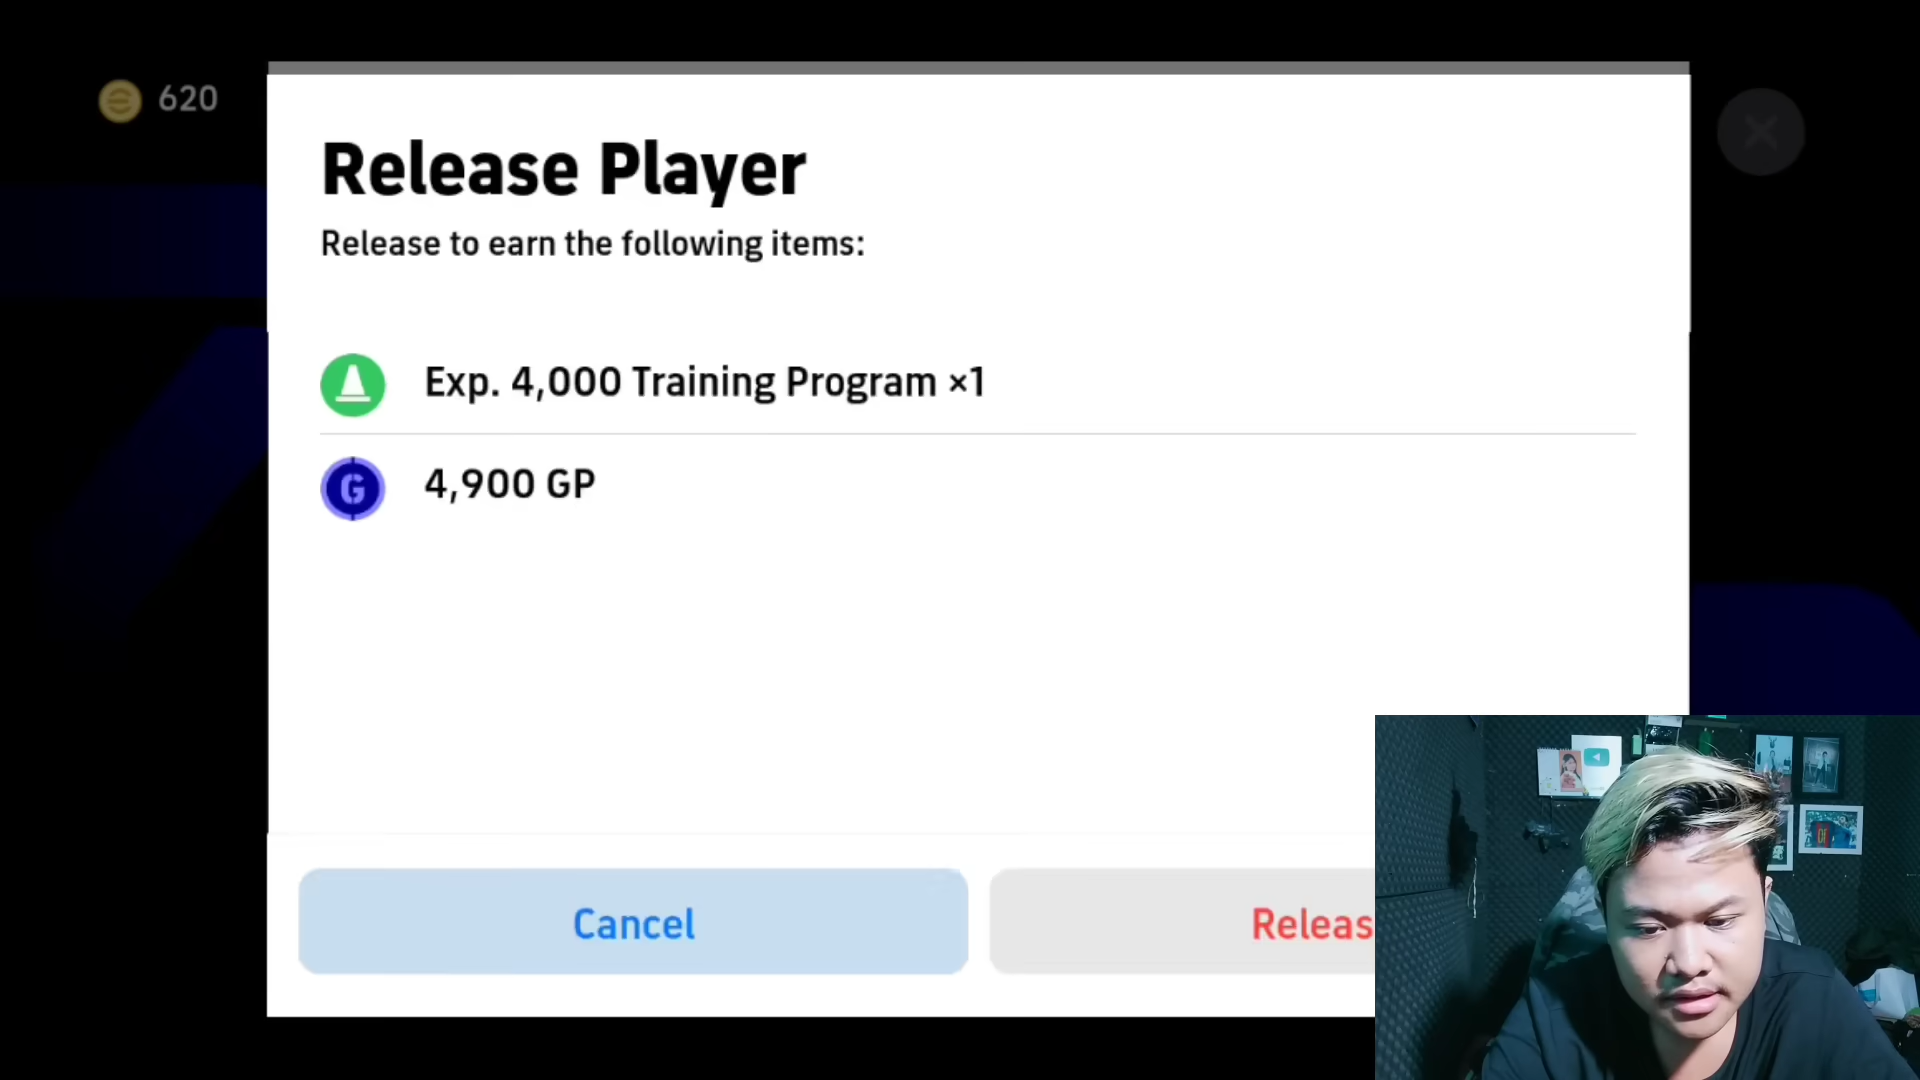 620
Release Player
Release to earn the following items:
Exp. 4,000 Training Program ×1
G
4,900 GP
Cancel
Releas